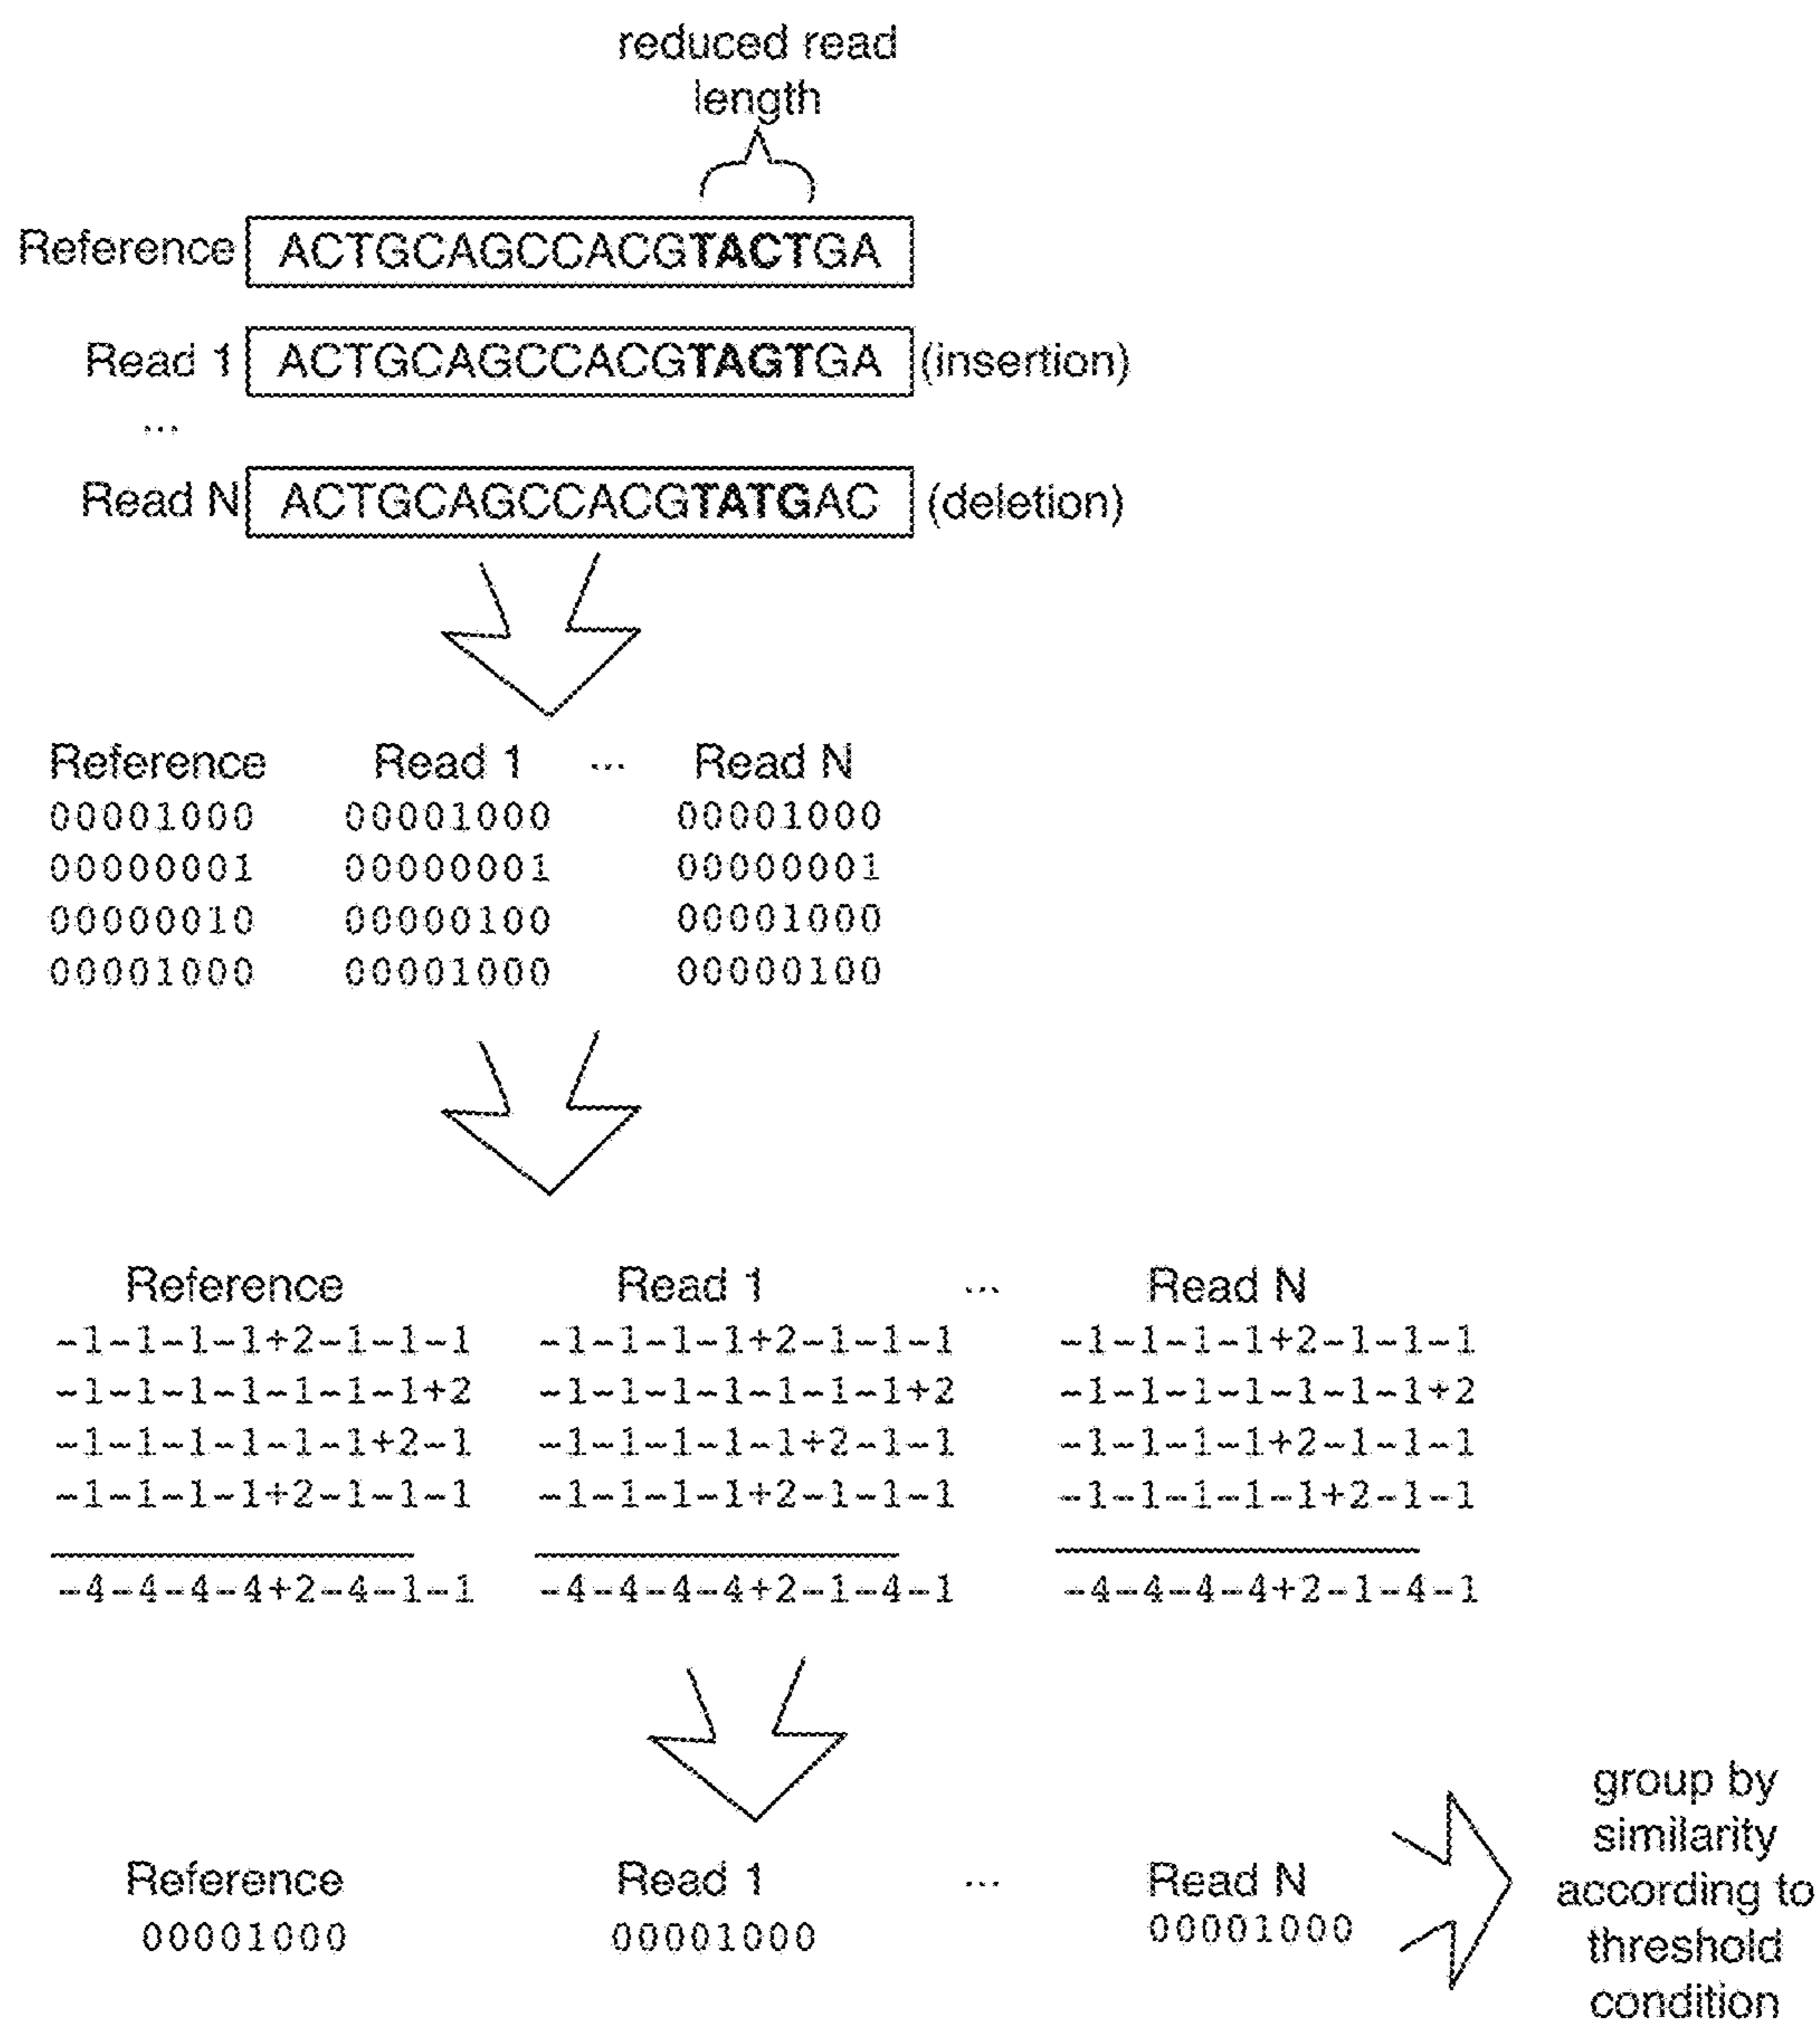 reduced read
length
Reference ACTGCAGCCACGTACTGA
Read 1 ACTGCAGCCACGTAGTGA (insertion)
...
Read N ACTGCAGCCACGTATGAC (deletion)
Reference Read 1 ... Read N
00001000 00001000 00001000
00000001 00000001 00000001
00000010 00000100 00001000
00001000 00001000 00000100
Reference Read 1 ... Read N
-1-1-1-1+2-1-1-1 -1-1-1-1+2-1-1-1 -1-1-1-1+2-1-1-1
-1-1-1-1-1-1-1+2 -1-1-1-1-1-1-1+2 -1-1-1-1-1-1-1+2
-1-1-1-1-1-1+2-1 -1-1-1-1-1+2-1-1 -1-1-1-1+2-1-1-1
-1-1-1-1+2-1-1-1 -1-1-1-1+2-1-1-1 -1-1-1-1-1+2-1-1
-4-4-4-4+2-4-1-1 -4-4-4-4+2-1-4-1 -4-4-4-4+2-1-4-1
Reference Read 1 ... Read N
00001000 00001000 00001000
group by
similarity
according to
threshold
condition